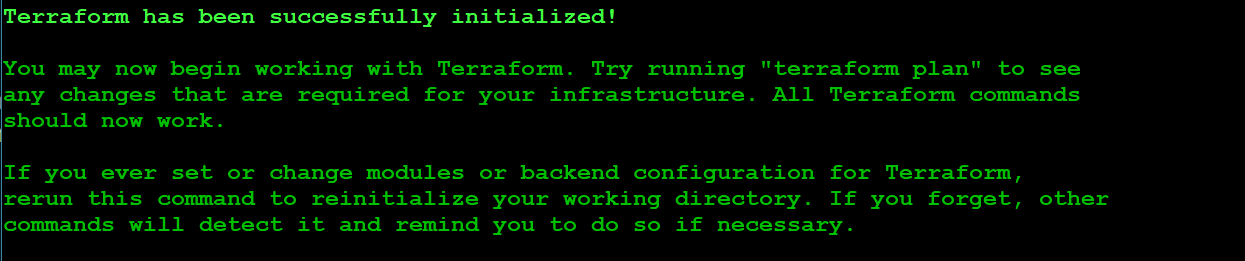 Terraform has been successfully initialized!
You may now begin working with Terraform. Try running "terraform plan" to see
any changes that are required for your infrastructure. All Terraform commands
should now work.
If you ever set or change modules or backend configuration for Terraform,
rerun this command to reinitialize your working directory. If you forget, other
commands will detect it and remind you to do so if necessary.